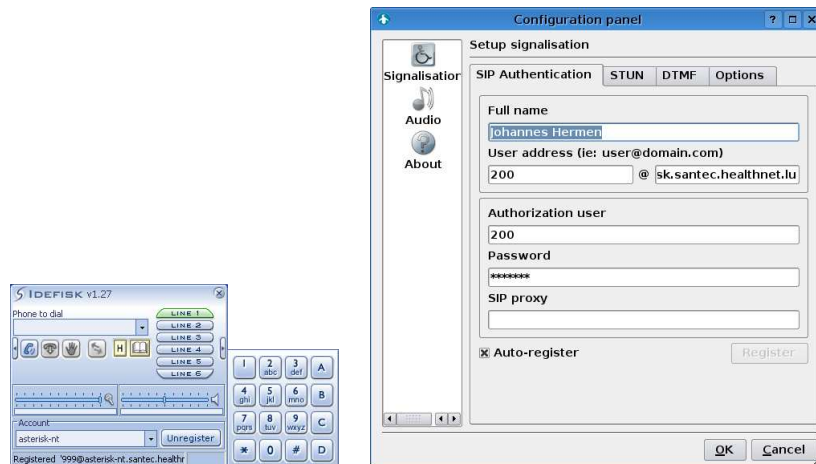 IDEFISK v1.27
Phone to dial
LINE 1
LINE 2
LINE 3
LINE 4
LINE 5
LINE 6
H
Account
asterisk-nt
Unregister
Registered '999@asterisk-nt.santec.healthr
1 2 abc 3 def A
4 ghi 5 jkl 6 mno B
7 pqrs 8 tuv 9 wxyz C
* 0 # D
Configuration panel
Signalisation
Audio
About
Setup signalisation
SIP Authentication STUN DTMF Options
Full name
Johannes Hermen
User address (ie: user@domain.com)
200 @ sk.santec.healthnet.lu
Authorization user
200
Password
*******
SIP proxy
Auto-register Register
OK Cancel